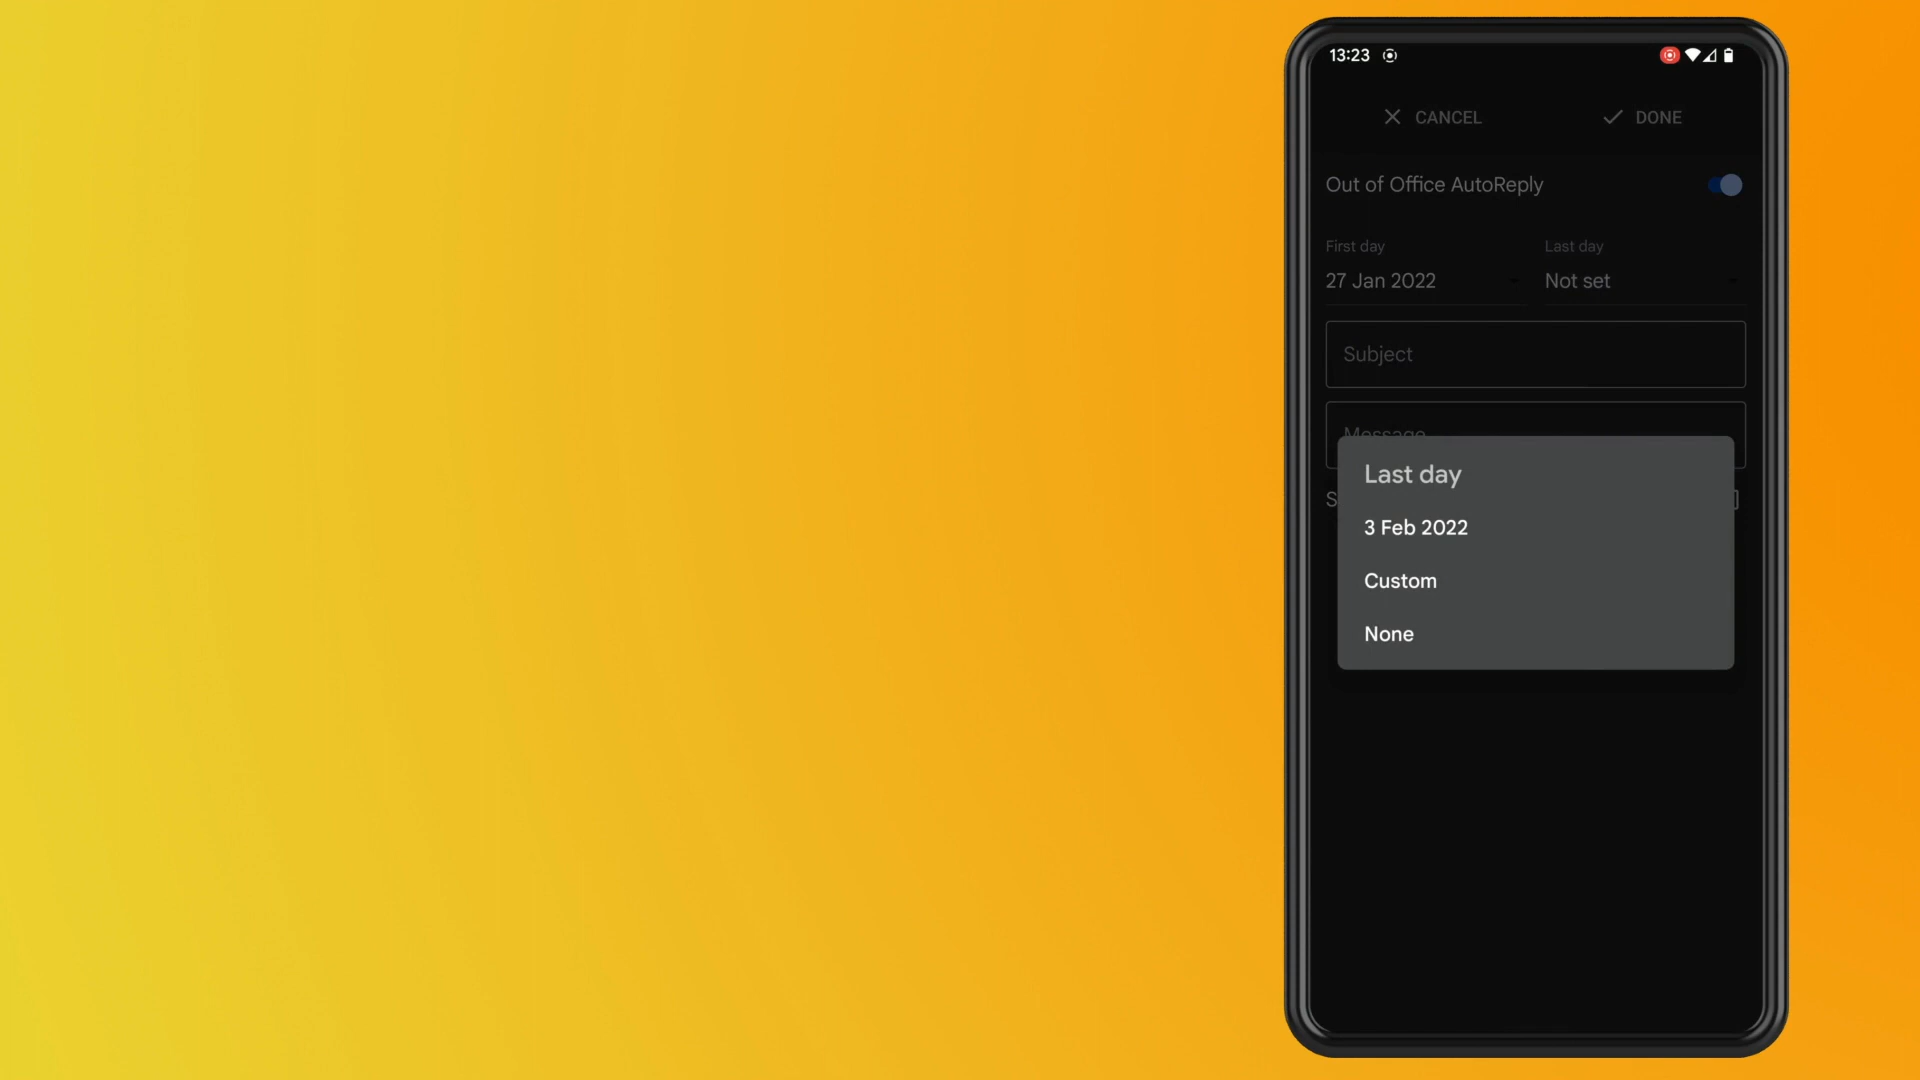 13:23
CANCEL DONE
Out of Office AutoReply
First day Last day
27 Jan 2022 Not set
Subject
Message
Last day
S
3 Feb 2022
Custom
None